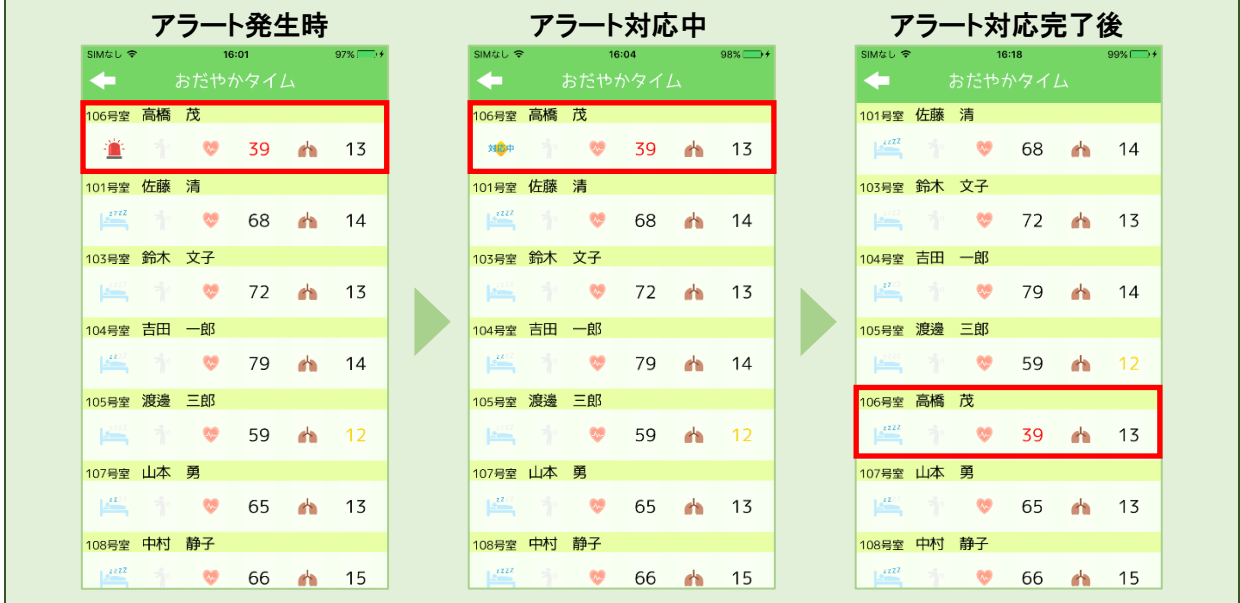 アラート発生時
SIMなし 16:01 97%
おだやかタイム
106号室 高橋 茂
39 13
101号室 佐藤 清
zzzz 68 14
103号室 鈴木 文子
72 13
104号室 吉田 一郎
zz 79 14
105号室 渡邊 三郎
59 12
107号室 山本 勇
zz 65 13
108号室 中村 静子
zzzz 66 15
アラート対応中
SIMなし 16:04 98%
おだやかタイム
106号室 高橋 茂
対応中 39 13
101号室 佐藤 清
zzzz 68 14
103号室 鈴木 文子
72 13
104号室 吉田 一郎
zz 79 14
105号室 渡邊 三郎
59 12
107号室 山本 勇
zz 65 13
108号室 中村 静子
zzzz 66 15
アラート対応完了後
SIMなし 16:18 99%
おだやかタイム
101号室 佐藤 清
zzzz 68 14
103号室 鈴木 文子
72 13
104号室 吉田 一郎
zz 79 14
105号室 渡邊 三郎
59 12
106号室 高橋 茂
zzzz 39 13
107号室 山本 勇
zz 65 13
108号室 中村 静子
zzzz 66 15